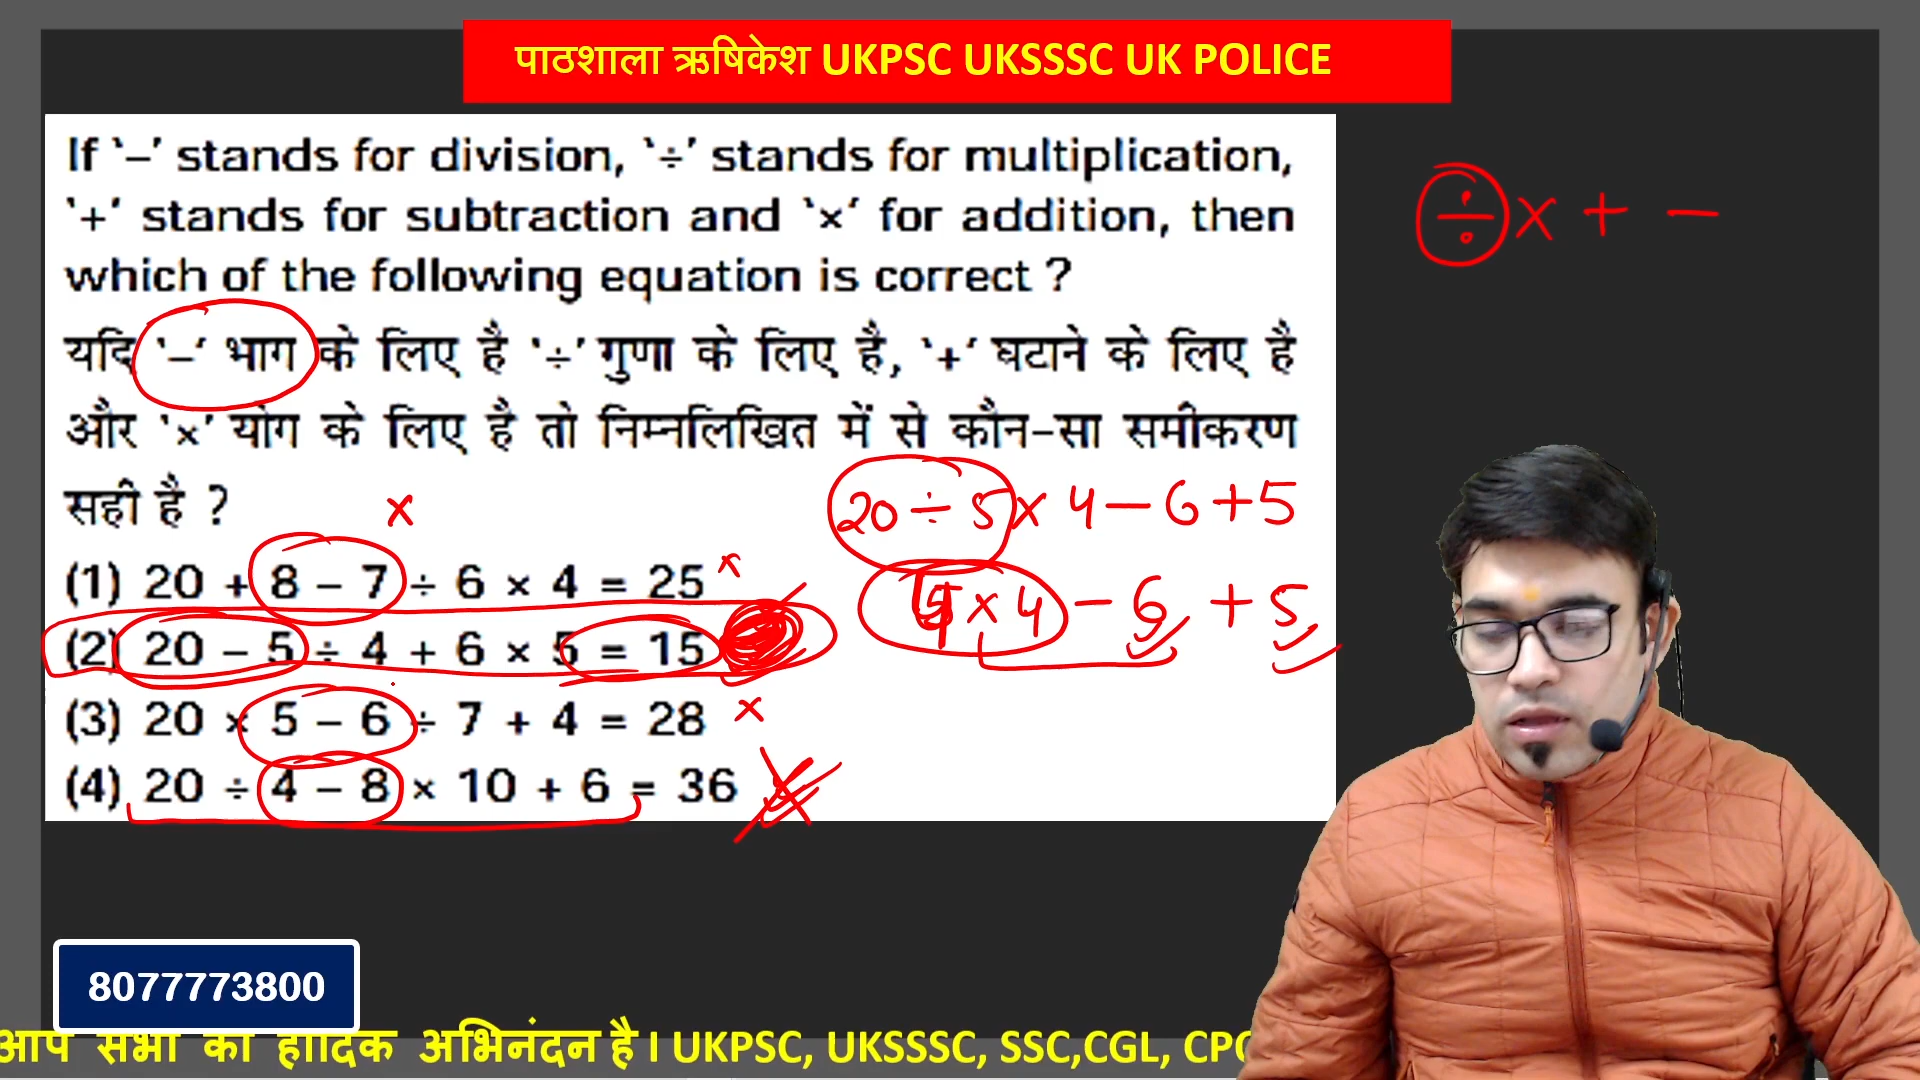 पाठशाला ऋषिकेश UKPSC UKSSSC UK POLICE
If ‘–’ stands for division, ‘÷’ stands for multiplication,
‘+’ stands for subtraction and ‘×’ for addition, then
which of the following equation is correct ?
यदि ‘–‘ भाग के लिए है ‘÷’ गुणा के लिए है, ‘+‘ घटाने के लिए है
और ‘×’ योग के लिए है तो निम्नलिखित में से कौन-सा समीकरण
सही है ?
(1) 20 + 8 – 7 ÷ 6 × 4 = 25
(2) 20 – 5 ÷ 4 + 6 × 5 = 15
(3) 20 × 5 – 6 ÷ 7 + 4 = 28
(4) 20 ÷ 4 – 8 × 10 + 6 = 36
÷ × + −
20 ÷ 5 × 4 − 6 + 5
4 × 4 − 6 + 5
8077773800
आप सभी का हार्दिक अभिनंदन है I UKPSC, UKSSSC, SSC,CGL, CPO